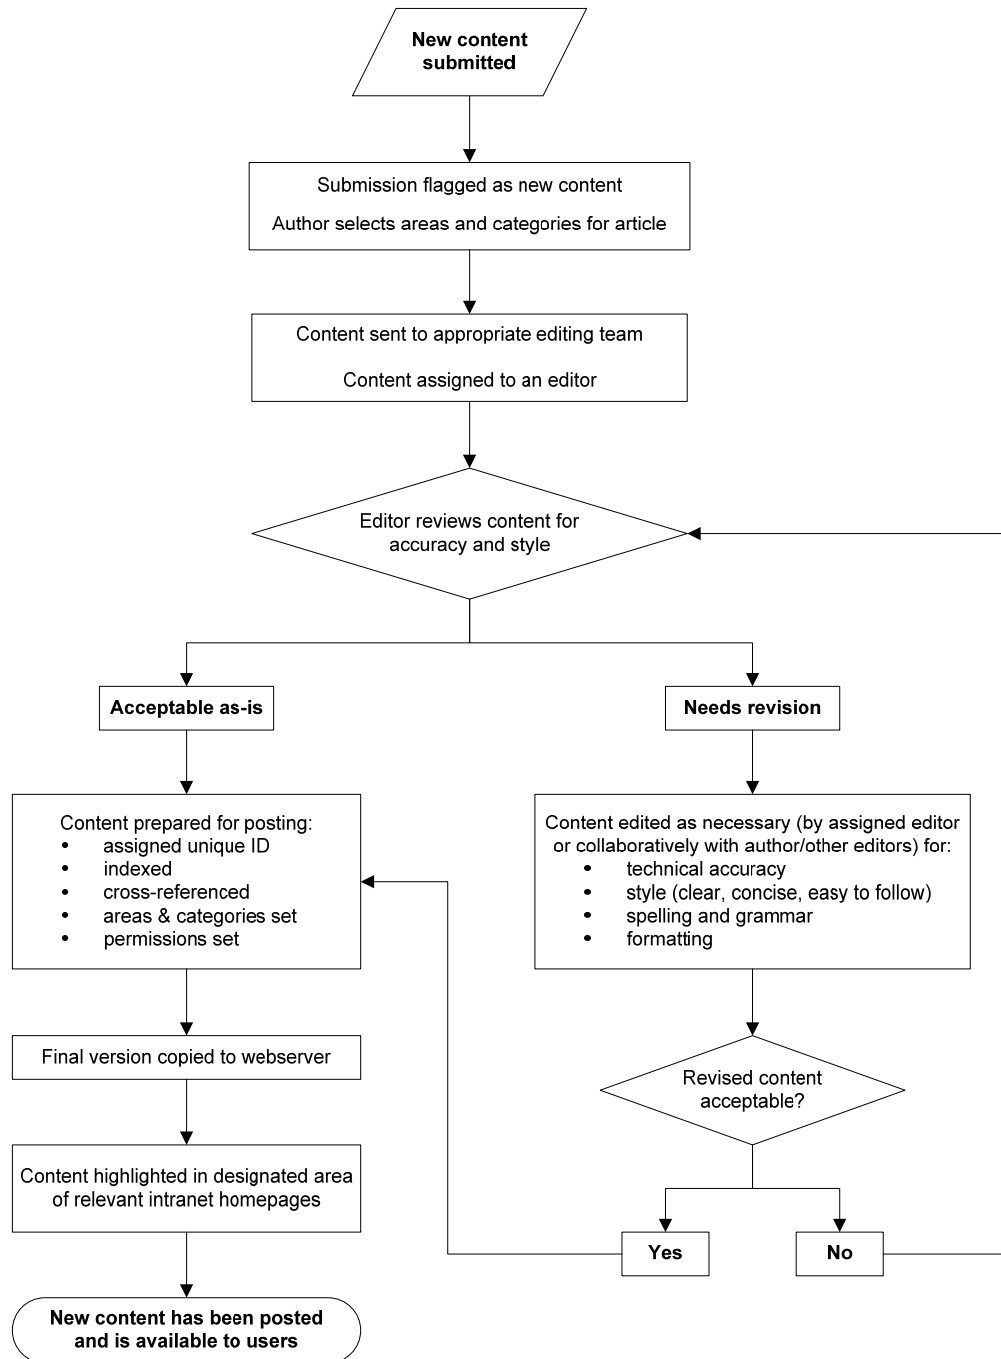 New content
submitted
Submission flagged as new content
Author selects areas and categories for article
Content sent to appropriate editing team
Content assigned to an editor
Editor reviews content for
accuracy and style
Acceptable as-is
Needs revision
Content prepared for posting:
• assigned unique ID
• indexed
• cross-referenced
• areas & categories set
• permissions set
Content edited as necessary (by assigned editor
or collaboratively with author/other editors) for:
• technical accuracy
• style (clear, concise, easy to follow)
• spelling and grammar
• formatting
Final version copied to webserver
Revised content
acceptable?
Content highlighted in designated area
of relevant intranet homepages
Yes
No
New content has been posted
and is available to users